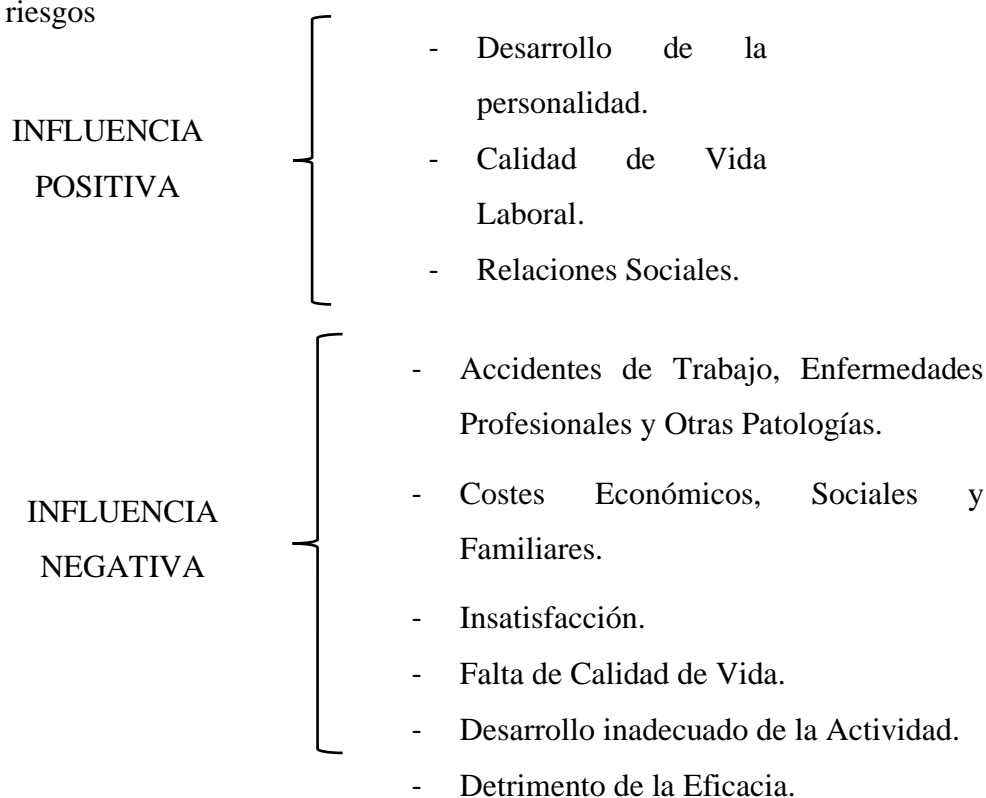 riesgos
INFLUENCIA
POSITIVA
- Desarrollo de la
personalidad.
- Calidad de Vida
Laboral.
- Relaciones Sociales.
INFLUENCIA
NEGATIVA
- Accidentes de Trabajo, Enfermedades
Profesionales y Otras Patologías.
- Costes Económicos, Sociales y
Familiares.
- Insatisfacción.
- Falta de Calidad de Vida.
- Desarrollo inadecuado de la Actividad.
- Detrimento de la Eficacia.